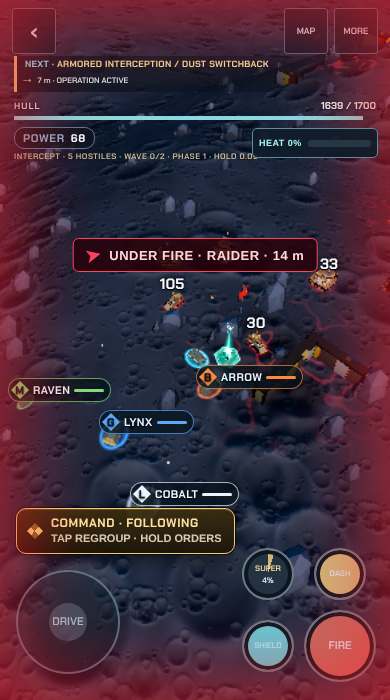 ‹
MAP
MORE
NEXT · ARMORED INTERCEPTION / DUST SWITCHBACK
→ 7 m · OPERATION ACTIVE
HULL
1639 / 1700
POWER 68
HEAT 0%
INTERCEPT · 5 HOSTILES · WAVE 0/2 · PHASE 1 · HOLD 0.0
UNDER FIRE · RAIDER · 14 m
33
105
30
M RAVEN
B ARROW
G LYNX
L COBALT
COMMAND · FOLLOWING
TAP REGROUP · HOLD ORDERS
SUPER
4%
DASH
DRIVE
SHIELD
FIRE